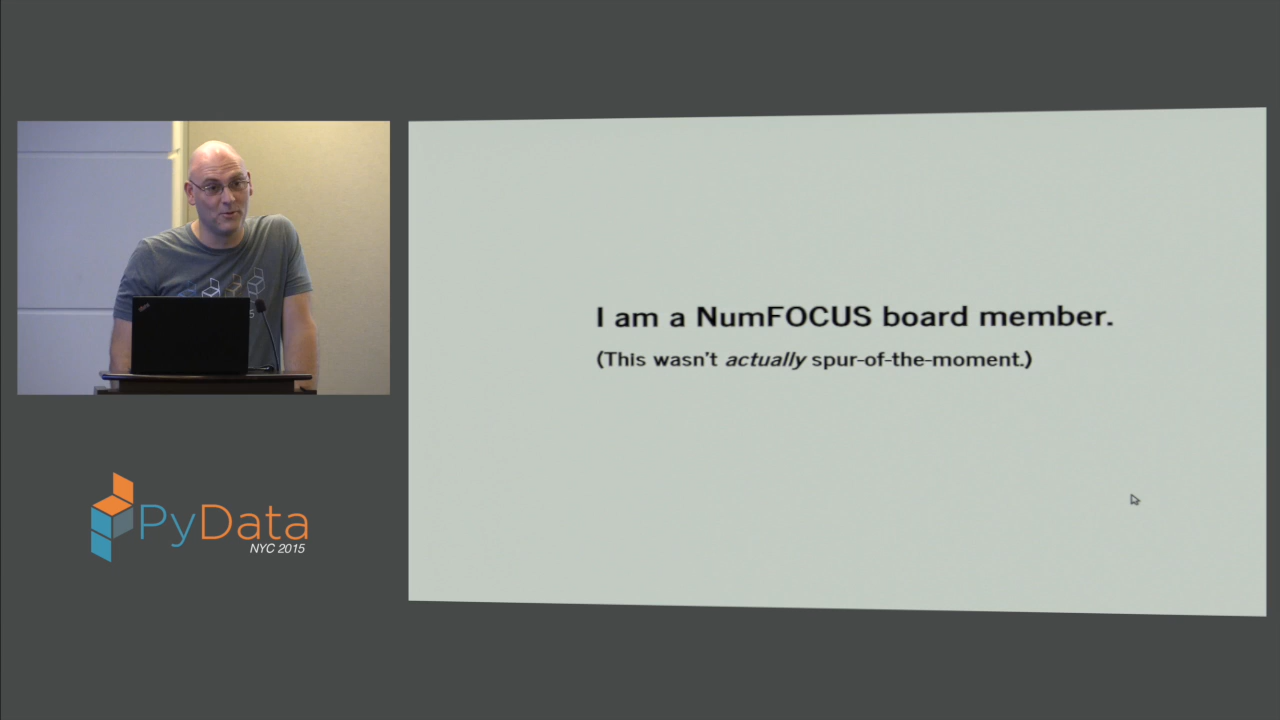 I am a NumFOCUS board member.
(This wasn't actually spur-of-the-moment.)
PyData
NYC 2015